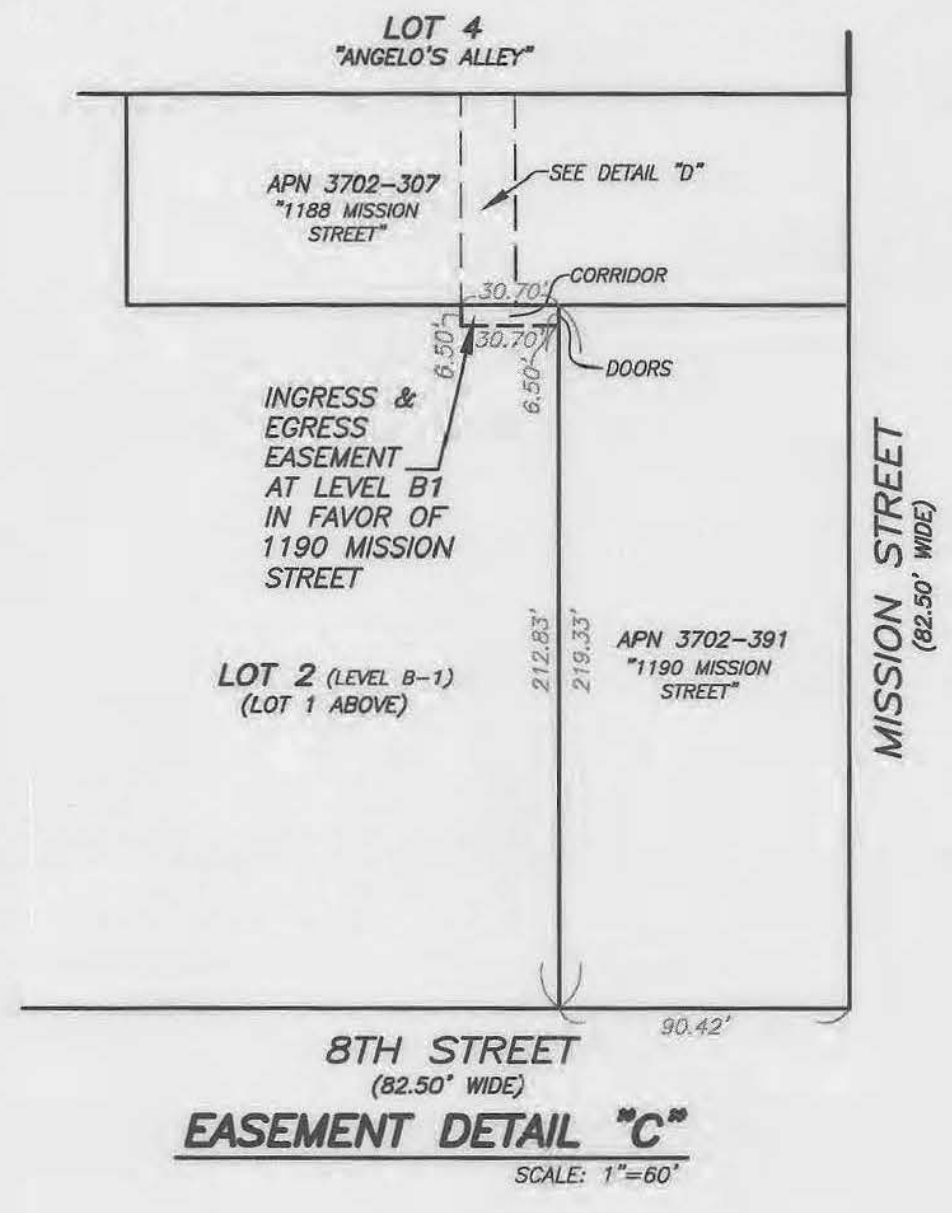 LOT 4
"ANGELO'S ALLEY"
APN 3702-307
"1188 MISSION
STREET"
SEE DETAIL "D"
CORRIDOR
30.70'
30.70'
6.50'
6.50'
DOORS
INGRESS &
EGRESS
EASEMENT
AT LEVEL B1
IN FAVOR OF
1190 MISSION
STREET
MISSION STREET
(82.50' WIDE)
212.83'
219.33'
APN 3702-391
"1190 MISSION
STREET"
LOT 2 (LEVEL B-1)
(LOT 1 ABOVE)
90.42'
8TH STREET
(82.50' WIDE)
EASEMENT DETAIL "C"
SCALE: 1"=60'